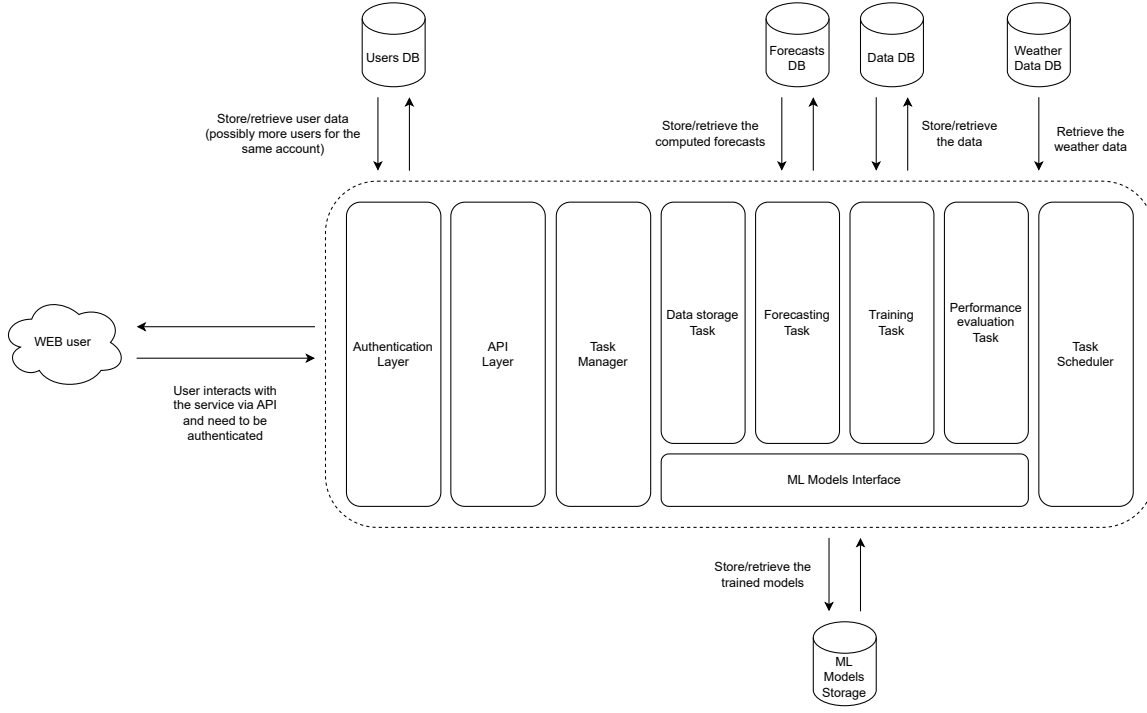 Users DB
Forecasts
DB
Data DB
Weather
Data DB
Store/retrieve user data
(possibly more users for the
same account)
Store/retrieve the
computed forecasts
Store/retrieve
the data
Retrieve the
weather data
WEB user
User interacts with
the service via API
and need to be
authenticated
Authentication
Layer
API
Layer
Task
Manager
Data storage
Task
Forecasting
Task
Training
Task
Performance
evaluation
Task
Task
Scheduler
ML Models Interface
Store/retrieve the
trained models
ML
Models
Storage